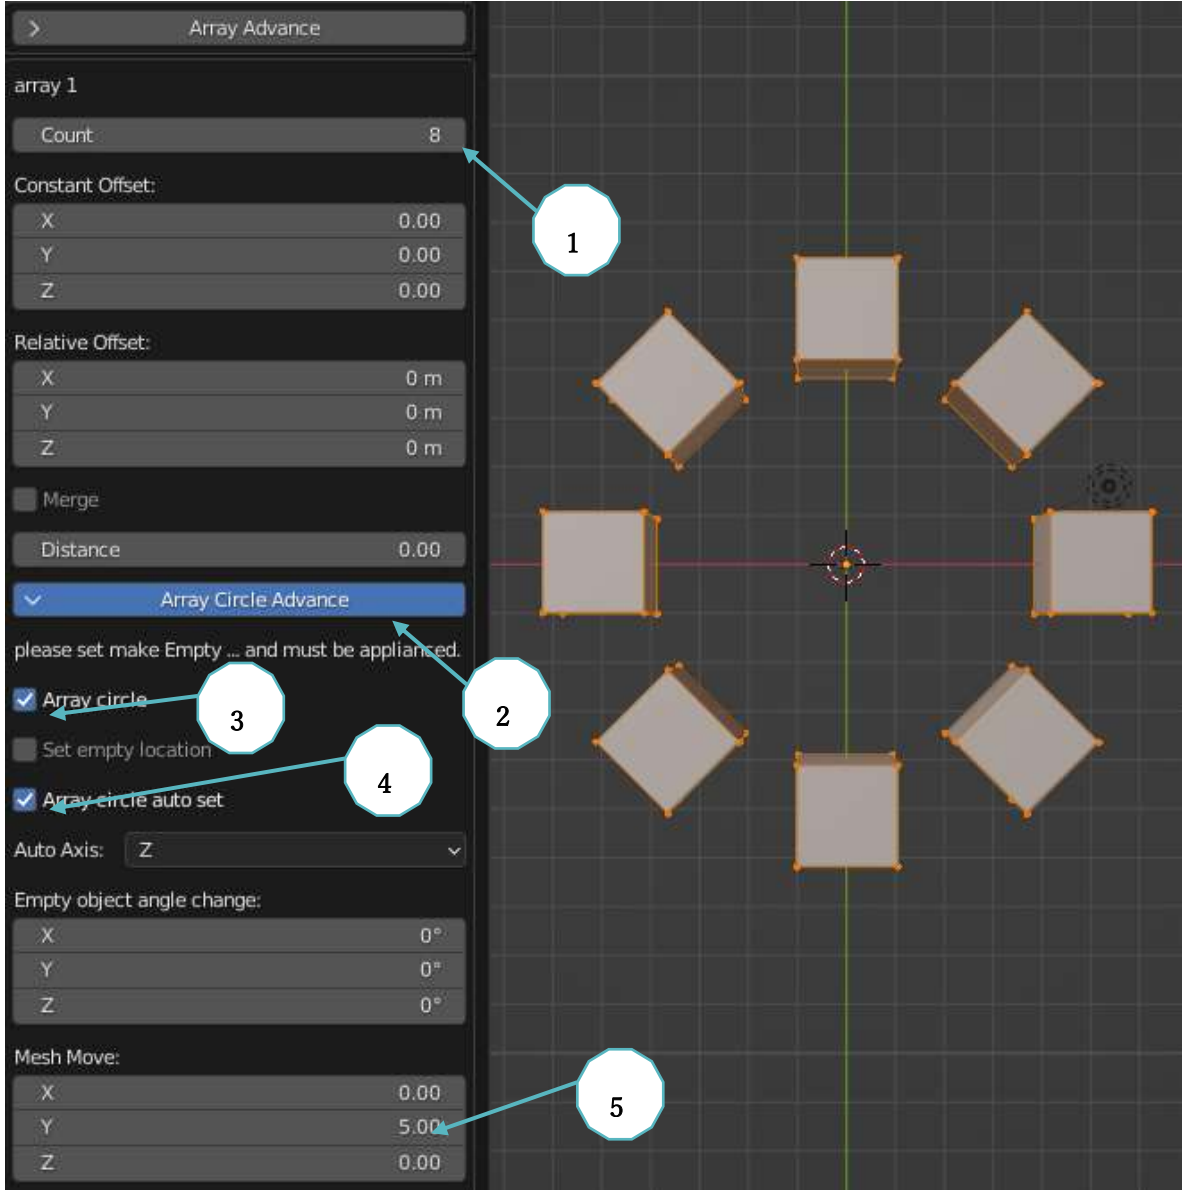 Array Advance
array 1
Count 8
1
Constant Offset:
X 0.00
Y 0.00
Z 0.00
Relative Offset:
X 0 m
Y 0 m
Z 0 m
Merge
Distance 0.00
Array Circle Advance
please set make Empty ... and must be applianced.
Array circle
3
2
Set empty location
4
Array circle auto set
Auto Axis: Z
Empty object angle change:
X 0°
Y 0°
Z 0°
Mesh Move:
X 0.00
Y 5.00
5
Z 0.00